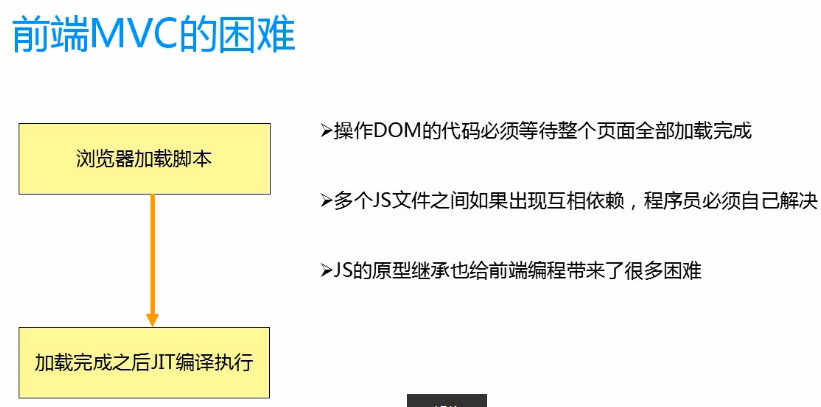 前端MVC的困难
浏览器加载脚本
➢操作DOM的代码必须等待整个页面全部加载完成
➢多个JS文件之间如果出现互相依赖，程序员必须自己解决
➢JS的原型继承也给前端编程带来了很多困难
加载完成之后JIT编译执行